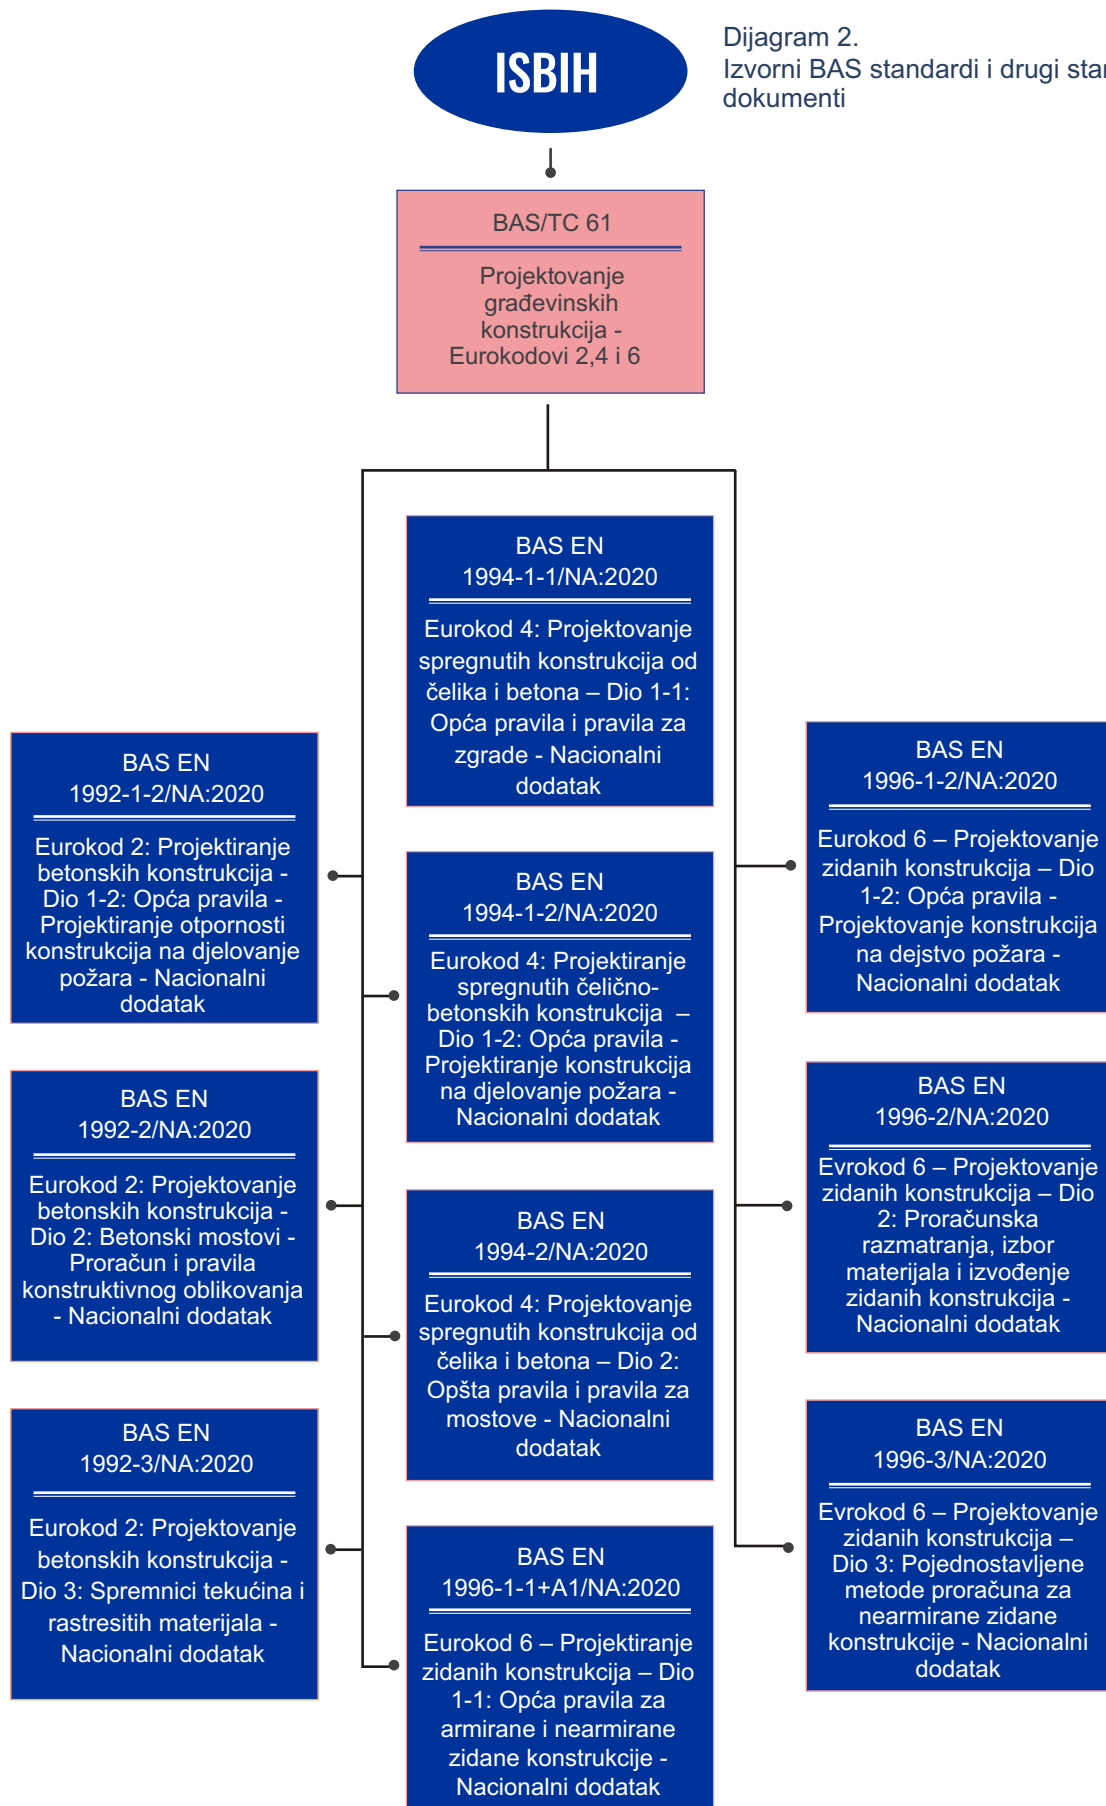 ISBIH
Dijagram 2.
Izvorni BAS standardi i drugi
dokumenti
BAS/TC 61
Projektovanje
građevinskih
konstrukcija -
Eurokodovi 2,4 i 6
BAS EN
1994-1-1/NA:2020
Eurokod 4: Projektovanje
spregnutih konstrukcija od
čelika i betona – Dio 1-1:
Opća pravila i pravila za
zgrade - Nacionalni
dodatak
BAS EN
1992-1-2/NA:2020
Eurokod 2: Projektiranje
betonskih konstrukcija -
Dio 1-2: Opća pravila -
Projektiranje otpornosti
konstrukcija na djelovanje
požara - Nacionalni
dodatak
BAS EN
1996-1-2/NA:2020
Eurokod 6 – Projektovanje
zidanih konstrukcija – Dio
1-2: Opća pravila -
Projektovanje konstrukcija
na dejstvo požara -
Nacionalni dodatak
BAS EN
1994-1-2/NA:2020
Eurokod 4: Projektiranje
spregnutih čelično-
betonskih konstrukcija –
Dio 1-2: Opća pravila -
Projektiranje konstrukcija
na djelovanje požara -
Nacionalni dodatak
BAS EN
1992-2/NA:2020
Eurokod 2: Projektovanje
betonskih konstrukcija -
Dio 2: Betonski mostovi -
Proračun i pravila
konstruktivnog oblikovanja
- Nacionalni dodatak
BAS EN
1996-2/NA:2020
Evrokod 6 – Projektovanje
zidanih konstrukcija – Dio
2: Proračunska
razmatranja, izbor
materijala i izvođenje
zidanih konstrukcija -
Nacionalni dodatak
BAS EN
1994-2/NA:2020
Eurokod 4: Projektovanje
spregnutih konstrukcija od
čelika i betona – Dio 2:
Opšta pravila i pravila za
mostove - Nacionalni
dodatak
BAS EN
1992-3/NA:2020
Eurokod 2: Projektovanje
betonskih konstrukcija -
Dio 3: Spremnici tekućina i
rastresitih materijala -
Nacionalni dodatak
BAS EN
1996-3/NA:2020
Evrokod 6 – Projektovanje
zidanih konstrukcija –
Dio 3: Pojednostavljene
metode proračuna za
nearmirane zidane
konstrukcije - Nacionalni
dodatak
BAS EN
1996-1-1+A1/NA:2020
Eurokod 6 – Projektiranje
zidanih konstrukcija – Dio
1-1: Opća pravila za
armirane i nearmirane
zidane konstrukcije -
Nacionalni dodatak